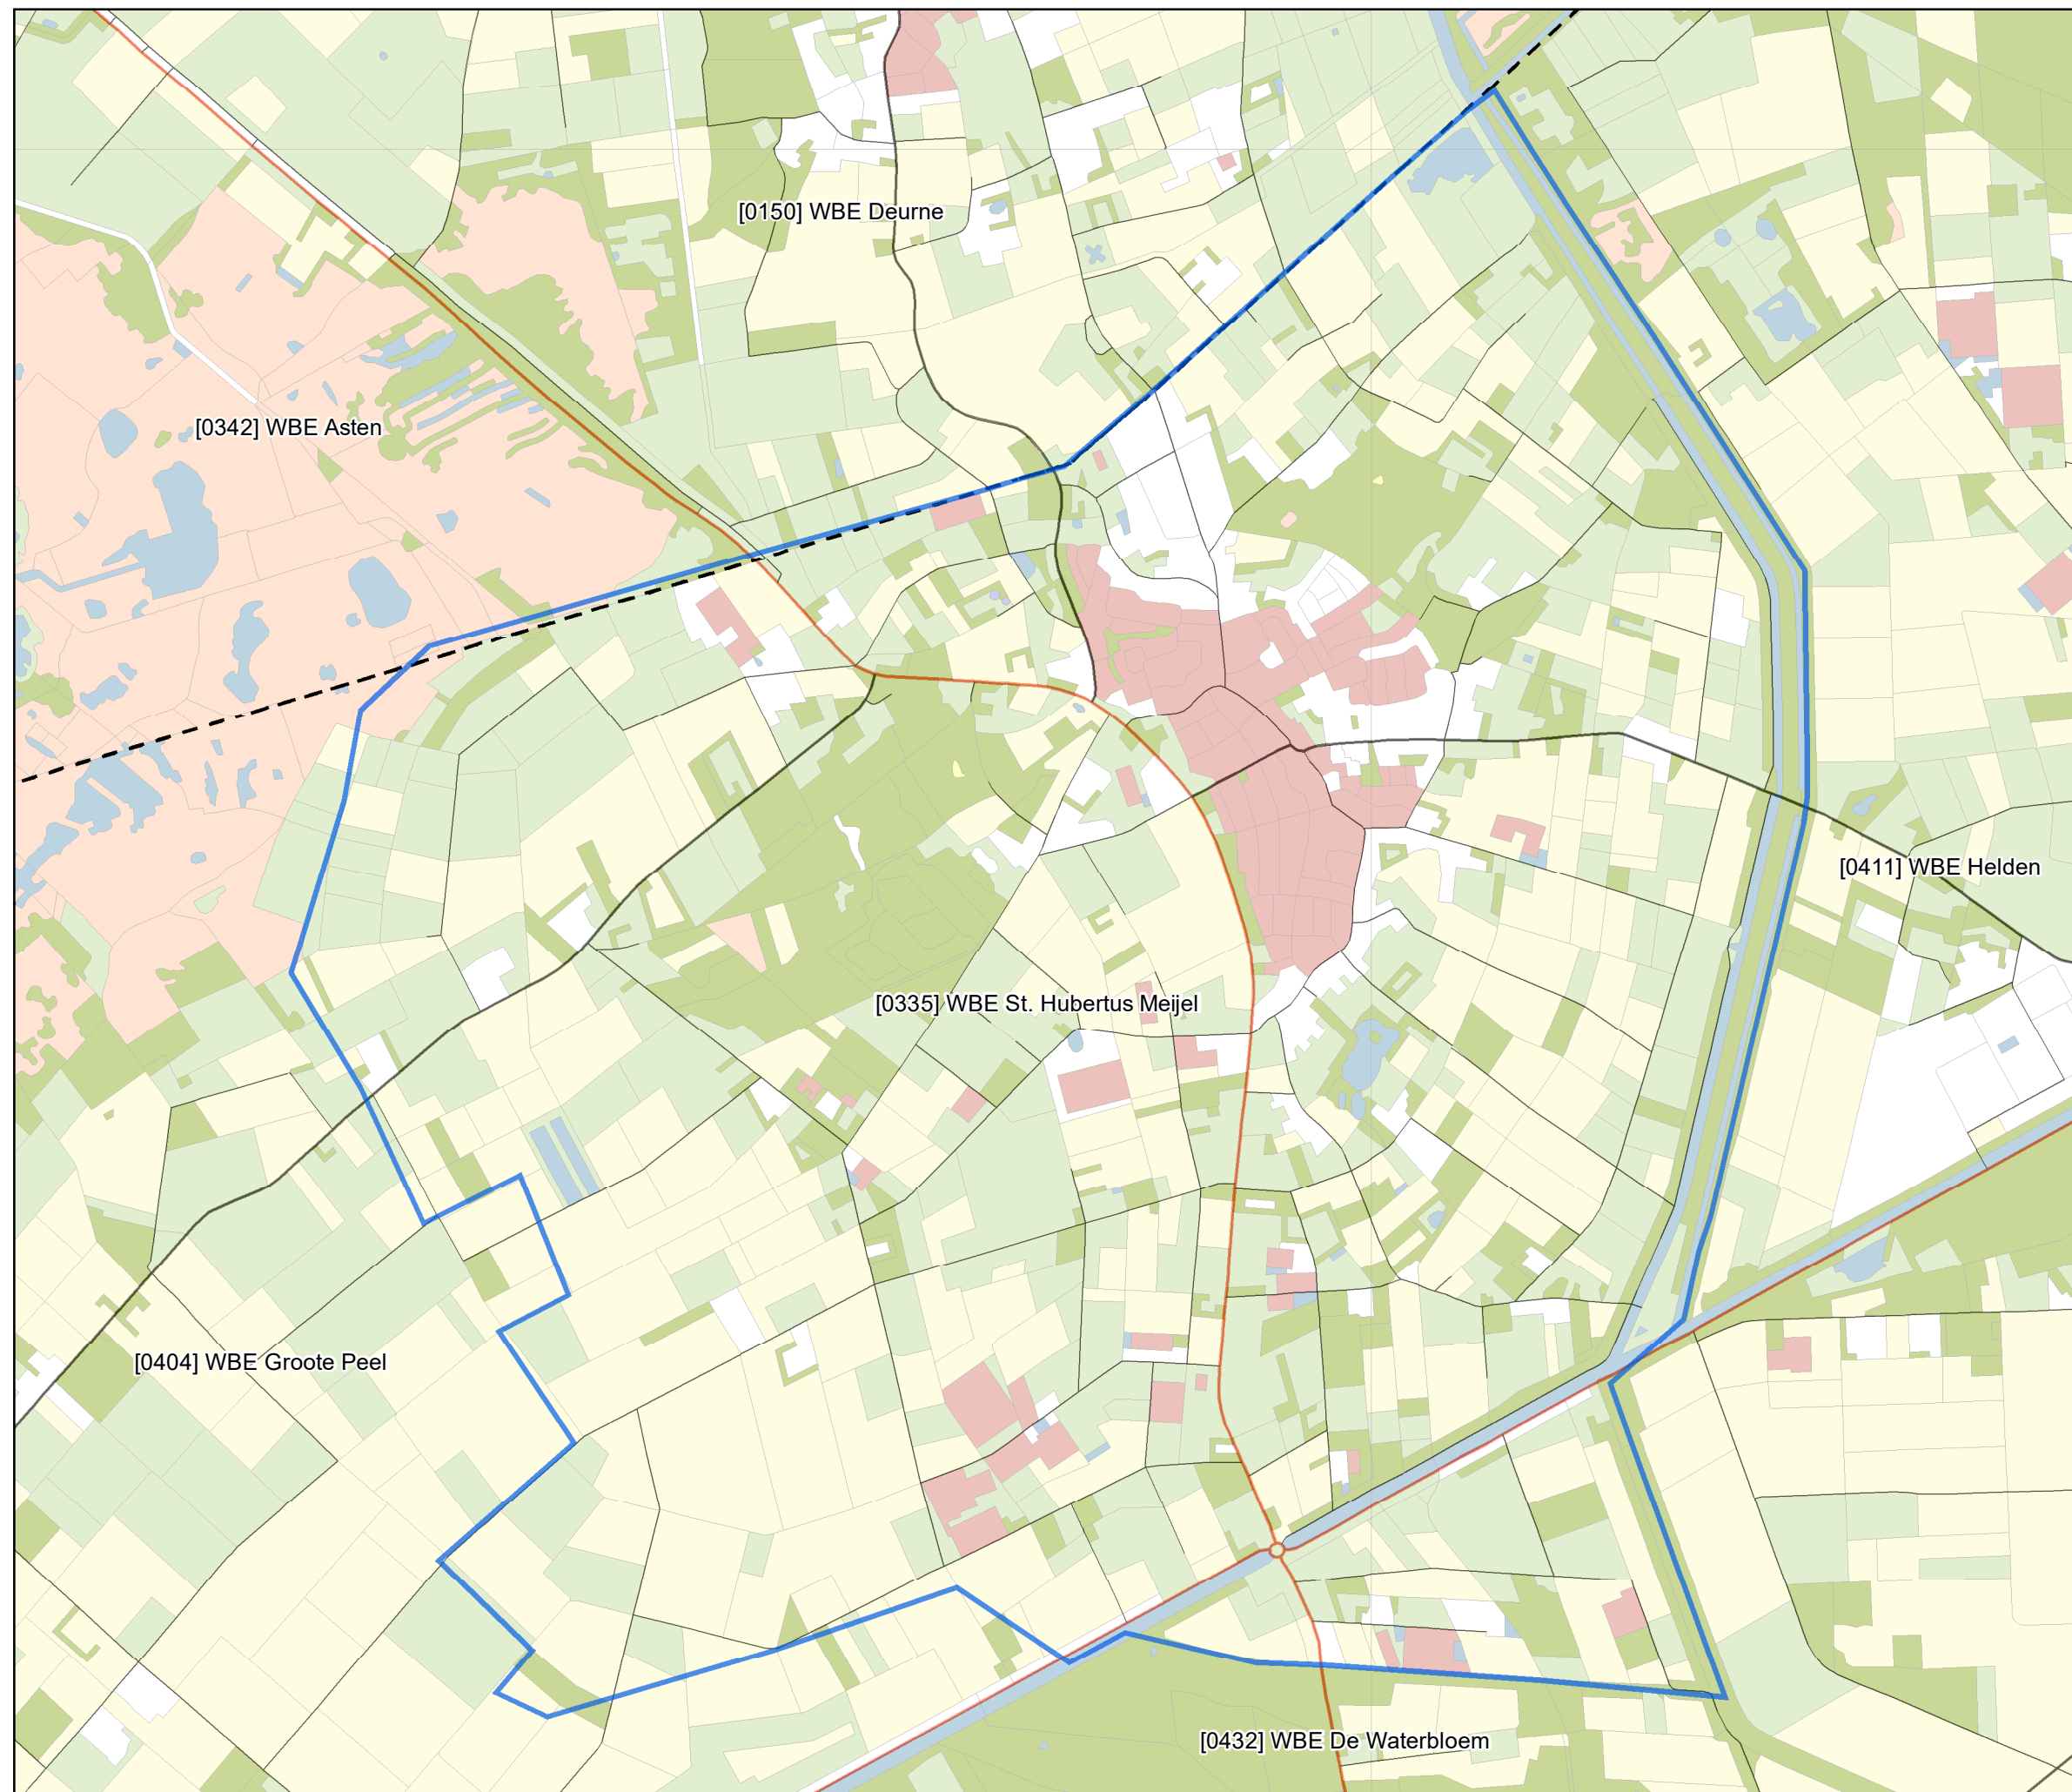 [0150] WBE Deurne
[0342] WBE Asten
[0411] WBE Helden
[0335] WBE St. Hubertus Meijel
[0404] WBE Groote Peel
[0432] WBE De Waterbloem